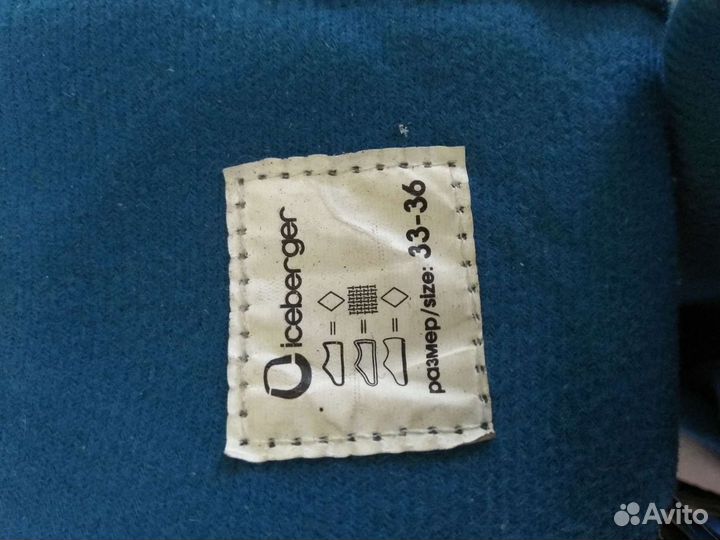 iceberger
=
=
=
размер/size: 33-36
Avito